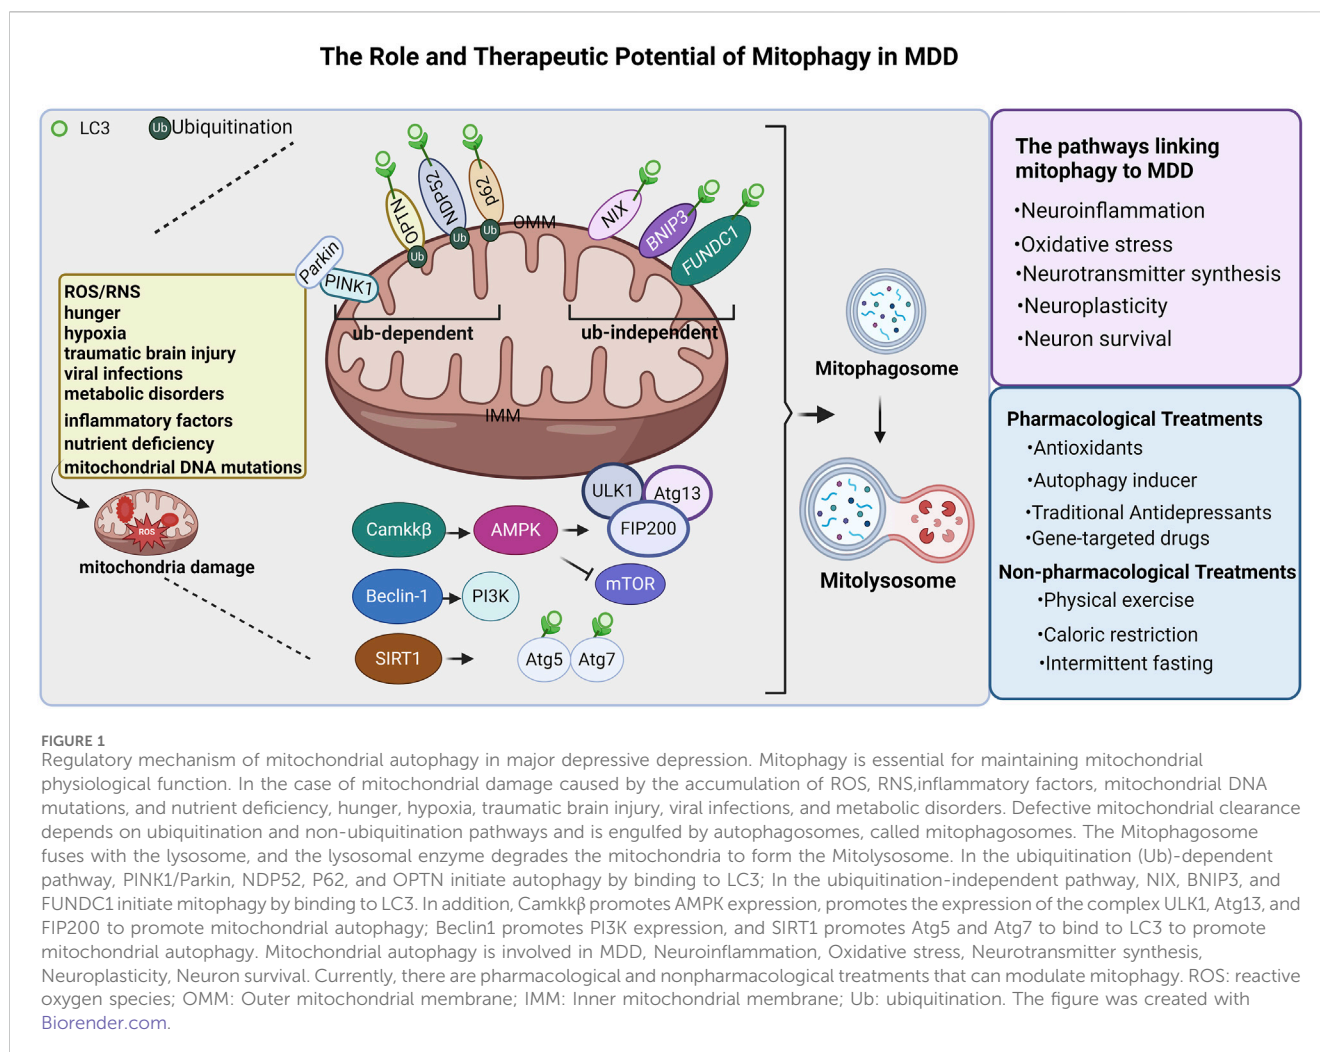 The Role and Therapeutic Potential of Mitophagy in MDD
LC3
Ub Ubiquitination
OPTN
NDP52
p62
Ub
Ub
Ub
OMM
NIX
BNIP3
FUNDC1
Parkin
PINK1
ub-dependent
ub-independent
IMM
ROS/RNS
hunger
hypoxia
traumatic brain injury
viral infections
metabolic disorders
inflammatory factors
nutrient deficiency
mitochondrial DNA mutations
ROS
mitochondria damage
Camkkβ
AMPK
ULK1
Atg13
FIP200
mTOR
Beclin-1
PI3K
SIRT1
Atg5
Atg7
Mitophagosome
Mitolysosome
The pathways linking
mitophagy to MDD
•Neuroinflammation
•Oxidative stress
•Neurotransmitter synthesis
•Neuroplasticity
•Neuron survival
Pharmacological Treatments
•Antioxidants
•Autophagy inducer
•Traditional Antidepressants
•Gene-targeted drugs
Non-pharmacological Treatments
•Physical exercise
•Caloric restriction
•Intermittent fasting
FIGURE 1
Regulatory mechanism of mitochondrial autophagy in major depressive depression. Mitophagy is essential for maintaining mitochondrial
physiological function. In the case of mitochondrial damage caused by the accumulation of ROS, RNS,inflammatory factors, mitochondrial DNA
mutations, and nutrient deficiency, hunger, hypoxia, traumatic brain injury, viral infections, and metabolic disorders. Defective mitochondrial clearance
depends on ubiquitination and non-ubiquitination pathways and is engulfed by autophagosomes, called mitophagosomes. The Mitophagosome
fuses with the lysosome, and the lysosomal enzyme degrades the mitochondria to form the Mitolysosome. In the ubiquitination (Ub)-dependent
pathway, PINK1/Parkin, NDP52, P62, and OPTN initiate autophagy by binding to LC3; In the ubiquitination-independent pathway, NIX, BNIP3, and
FUNDC1 initiate mitophagy by binding to LC3. In addition, Camkkβ promotes AMPK expression, promotes the expression of the complex ULK1, Atg13, and
FIP200 to promote mitochondrial autophagy; Beclin1 promotes PI3K expression, and SIRT1 promotes Atg5 and Atg7 to bind to LC3 to promote
mitochondrial autophagy. Mitochondrial autophagy is involved in MDD, Neuroinflammation, Oxidative stress, Neurotransmitter synthesis,
Neuroplasticity, Neuron survival. Currently, there are pharmacological and nonpharmacological treatments that can modulate mitophagy. ROS: reactive
oxygen species; OMM: Outer mitochondrial membrane; IMM: Inner mitochondrial membrane; Ub: ubiquitination. The figure was created with
Biorender.com.